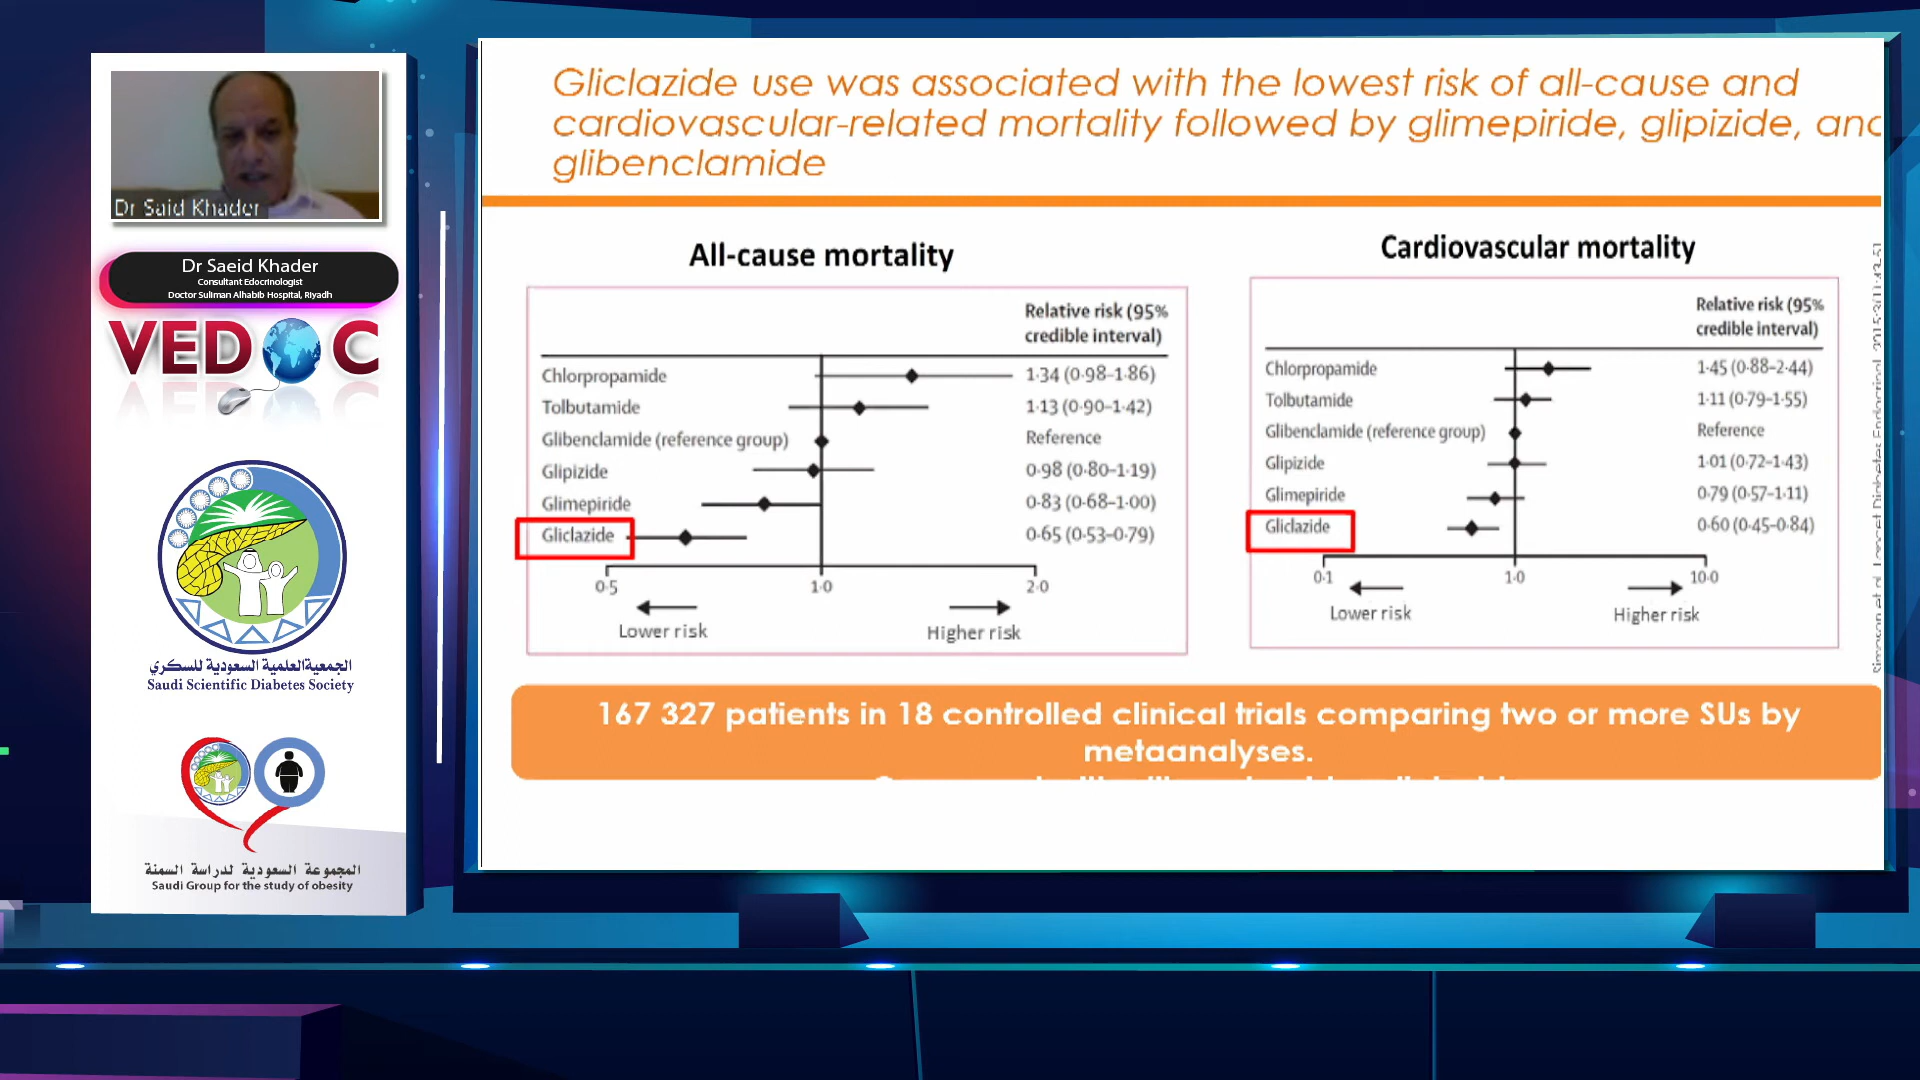 Dr Said Khader
Dr Saeid Khader
Consultant Edocrinologist
Doctor Suliman Alhabib Hospital, Riyadh
VEDOC
الجمعية العلمية السعودية للسكري
Saudi Scientific Diabetes Society
المجموعة السعودية لدراسة السمنة
Saudi Group for the study of obesity
Gliclazide use was associated with the lowest risk of all-cause and
cardiovascular-related mortality followed by glimepiride, glipizide, and
glibenclamide
All-cause mortality
Relative risk (95%
credible interval)
Chlorpropamide 1·34 (0·98–1·86)
Tolbutamide 1·13 (0·90–1·42)
Glibenclamide (reference group) Reference
Glipizide 0·98 (0·80–1·19)
Glimepiride 0·83 (0·68–1·00)
Gliclazide 0·65 (0·53–0·79)
0·5 1·0 2·0
Lower risk Higher risk
Cardiovascular mortality
Relative risk (95%
credible interval)
Chlorpropamide 1·45 (0·88–2·44)
Tolbutamide 1·11 (0·79–1·55)
Glibenclamide (reference group) Reference
Glipizide 1·01 (0·72–1·43)
Glimepiride 0·79 (0·57–1·11)
Gliclazide 0·60 (0·45–0·84)
0·1 1·0 10·0
Lower risk Higher risk
167 327 patients in 18 controlled clinical trials comparing two or more SUs by
metaanalyses.